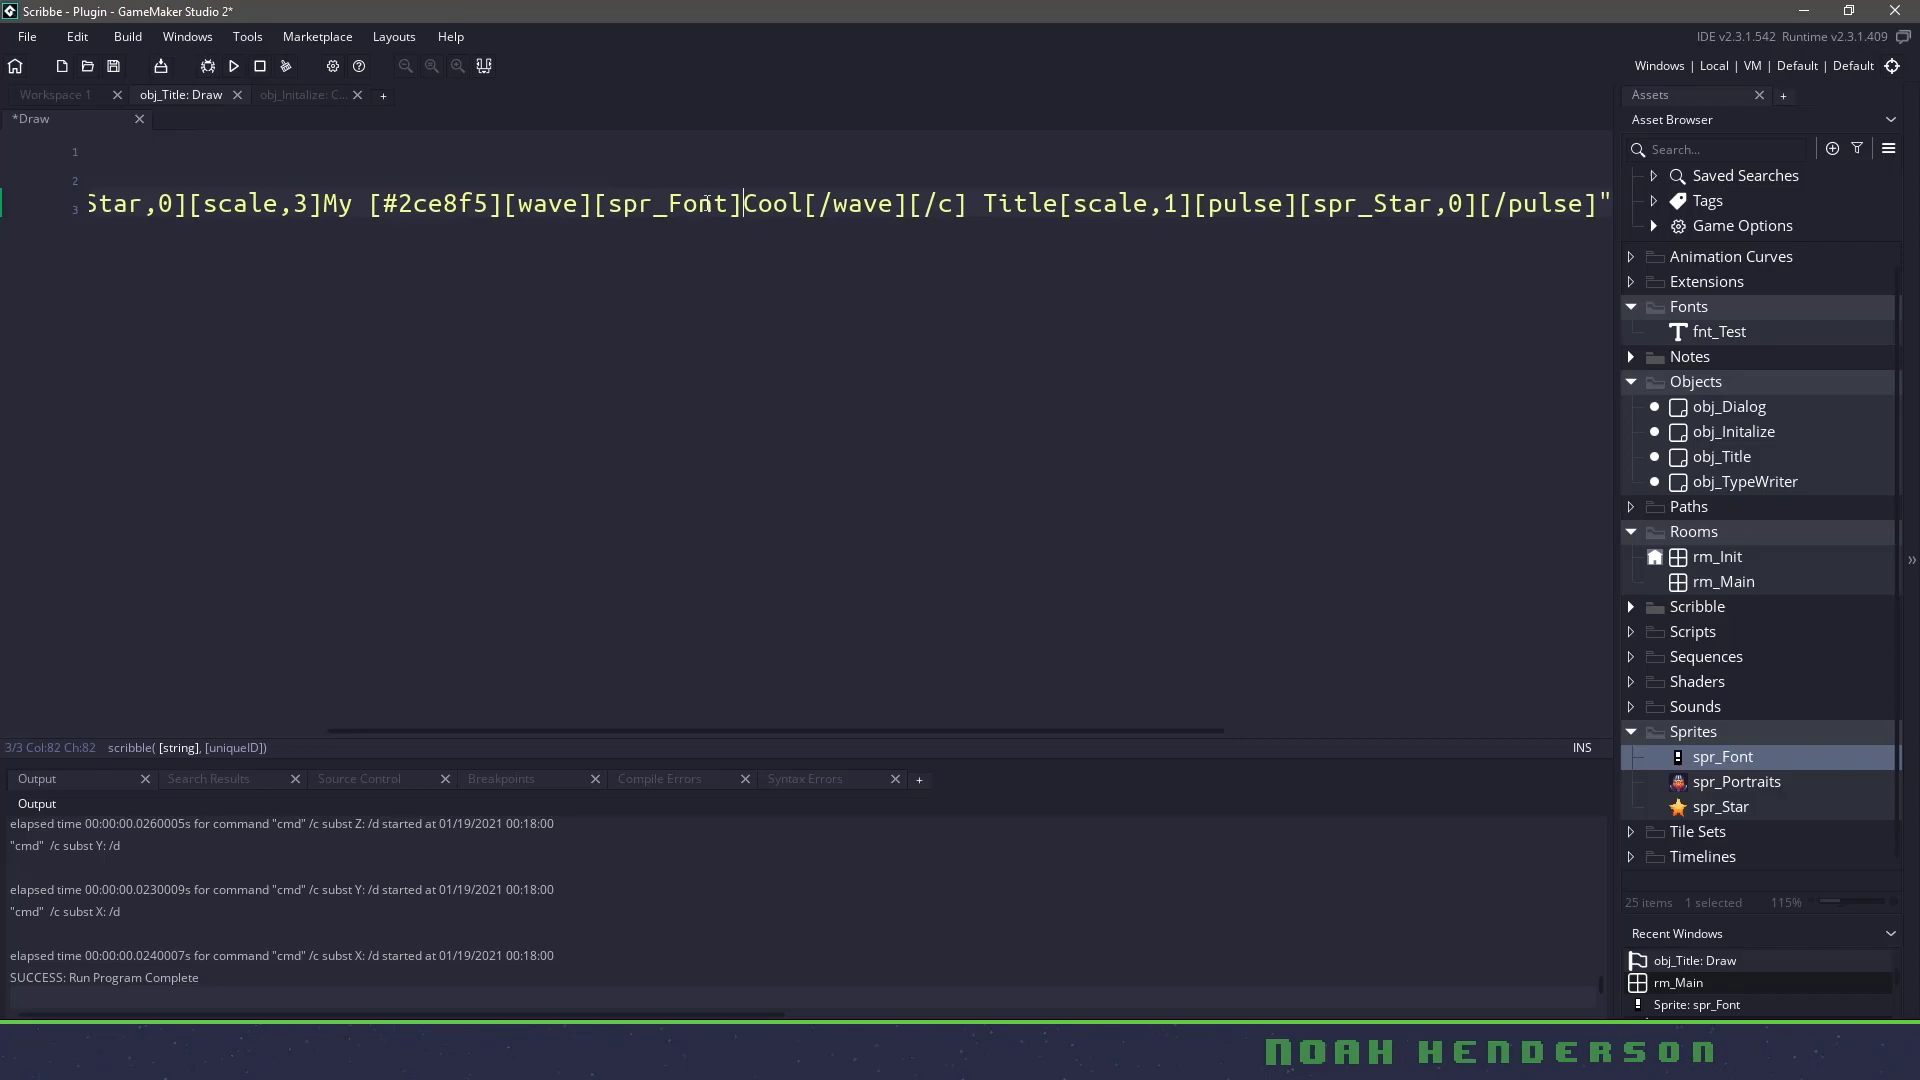 Scribbe - Plugin - GameMaker Studio 2*
File Edit Build Windows Tools Marketplace Layouts Help
IDE v2.3.1.542 Runtime v2.3.1.409
Windows | Local | VM | Default | Default
Workspace 1 obj_Title: Draw obj_Initalize: C... +
Assets +
*Draw
Asset Browser
Search...
1
2
3
Star,0][scale,3]My [#2ce8f5][wave][spr_Font]Cool[/wave][/c] Title[scale,1][pulse][spr_Star,0][/pulse]"
Saved Searches
Tags
Game Options
Animation Curves
Extensions
Fonts
fnt_Test
Notes
Objects
obj_Dialog
obj_Initalize
obj_Title
obj_TypeWriter
Paths
Rooms
rm_Init
rm_Main
Scribble
Scripts
Sequences
Shaders
Sounds
Sprites
spr_Font
spr_Portraits
spr_Star
Tile Sets
Timelines
25 items 1 selected 115%
Recent Windows
obj_Title: Draw
rm_Main
Sprite: spr_Font
3/3 Col:82 Ch:82 scribble( [string], [uniqueID])
INS
Output Search Results Source Control Breakpoints Compile Errors Syntax Errors +
Output
elapsed time 00:00:00.0260005s for command "cmd" /c subst Z: /d started at 01/19/2021 00:18:00
"cmd" /c subst Y: /d
elapsed time 00:00:00.0230009s for command "cmd" /c subst Y: /d started at 01/19/2021 00:18:00
"cmd" /c subst X: /d
elapsed time 00:00:00.0240007s for command "cmd" /c subst X: /d started at 01/19/2021 00:18:00
SUCCESS: Run Program Complete
NOAH HENDERSON